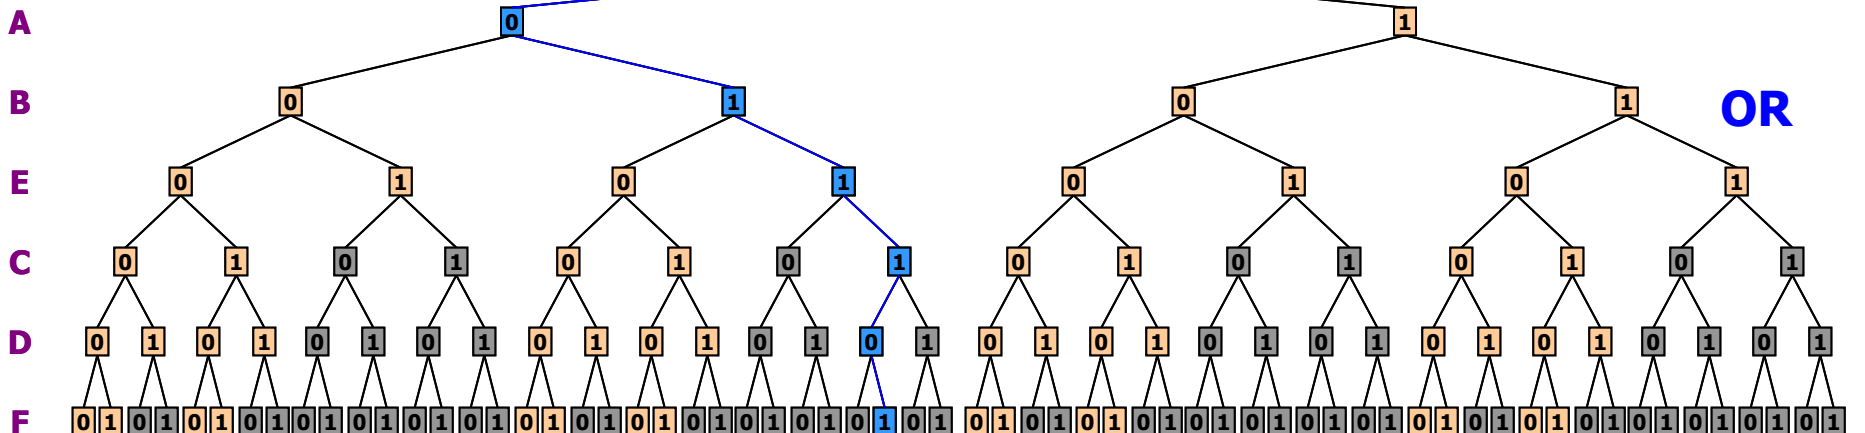 A 0 1
B 0 1 0 1 OR
E 0 1 0 1 0 1 0 1
C 0 1 0 1 0 1 0 1 0 1 0 1 0 1 0 1
D 0 1 0 1 0 1 0 1 0 1 0 1 0 1 0 1 0 1 0 1 0 1 0 1 0 1 0 1 0 1 0 1
F 0 1 0 1 0 1 0 1 0 1 0 1 0 1 0 1 0 1 0 1 0 1 0 1 0 1 0 1 0 1 0 1 0 1 0 1 0 1 0 1 0 1 0 1 0 1 0 1 0 1 0 1 0 1 0 1 0 1 0 1 0 1 0 1